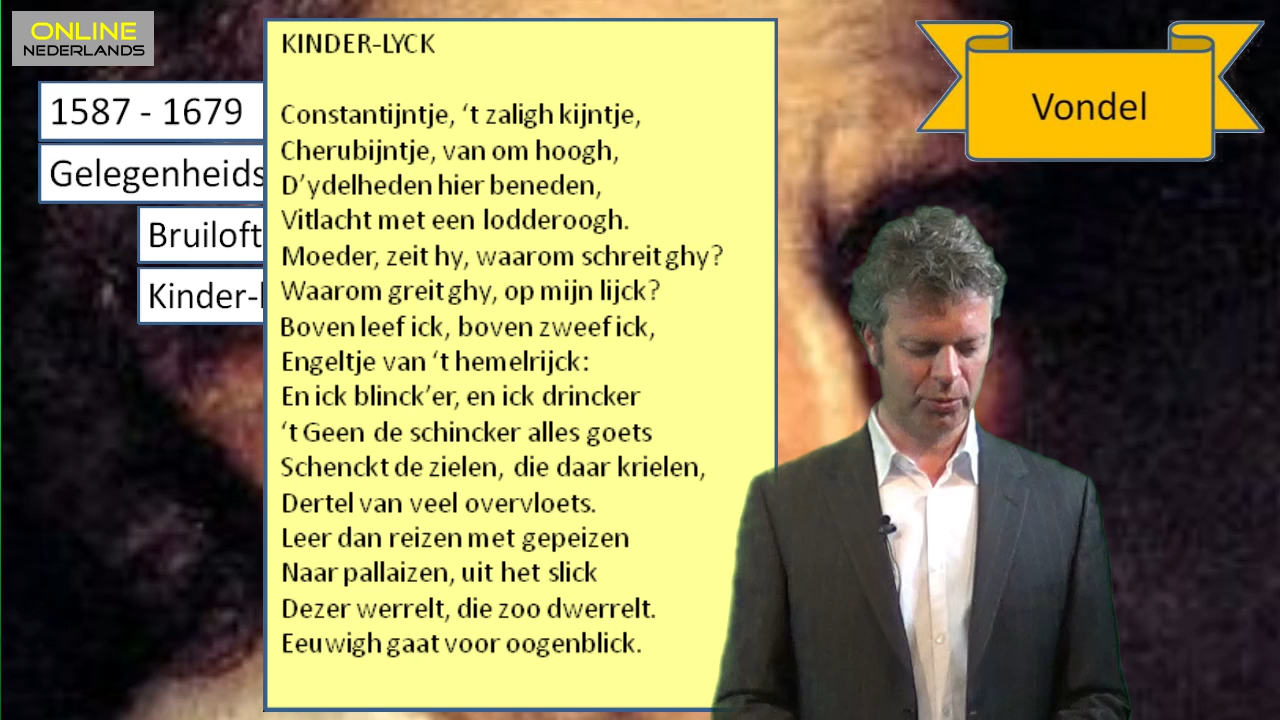 ONLINE
NEDERLANDS
1587 - 1679
Gelegenheids
Bruiloft
Kinder-
KINDER-LYCK
Constantijntje, ‘t zaligh kijntje,
Cherubijntje, van om hoogh,
D’ydelheden hier beneden,
Vitlacht met een lodderoogh.
Moeder, zeit hy, waarom schreit ghy?
Waarom greit ghy, op mijn lijck?
Boven leef ick, boven zweef ick,
Engeltje van ‘t hemelrijck:
En ick blinck’er, en ick drincker
‘t Geen de schincker alles goets
Schenckt de zielen, die daar krielen,
Dertel van veel overvloets.
Leer dan reizen met gepeizen
Naar pallaizen, uit het slick
Dezer werrelt, die zoo dwerrelt.
Eeuwigh gaat voor oogenblick.
Vondel